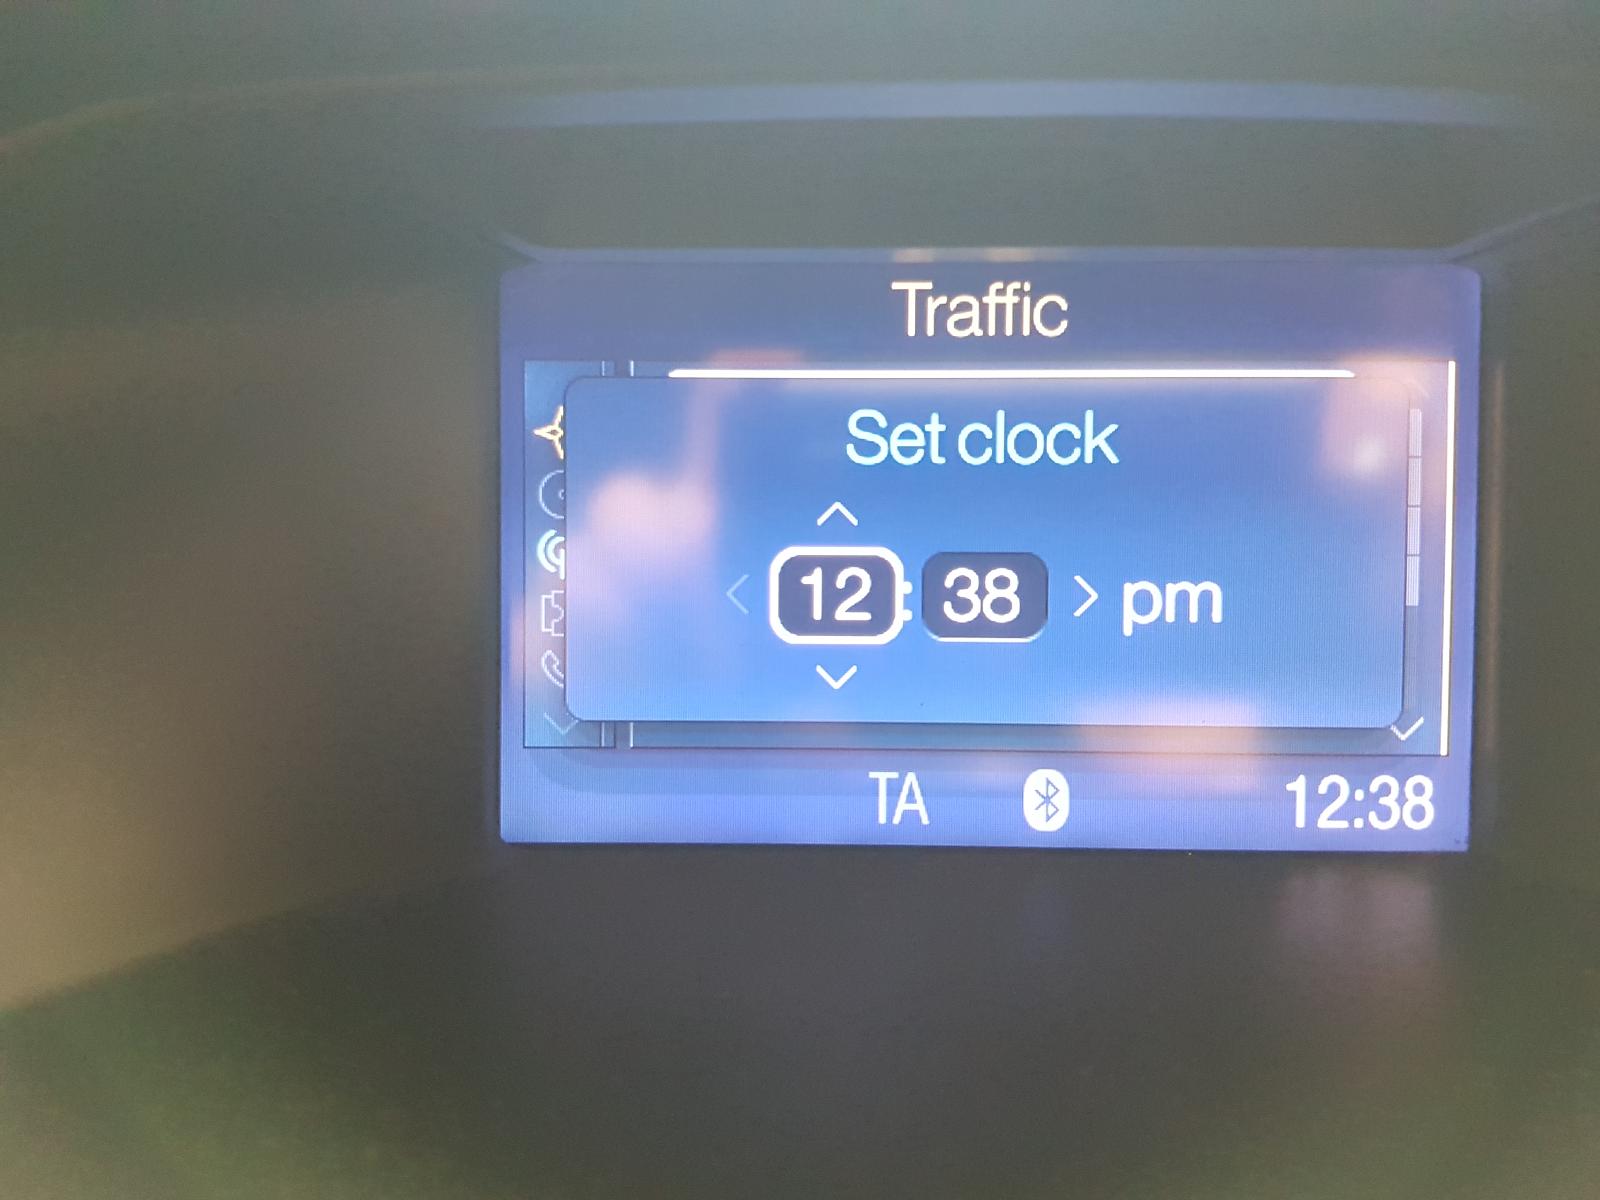 Traffic
Set clock
12:38 pm
TA 12:38